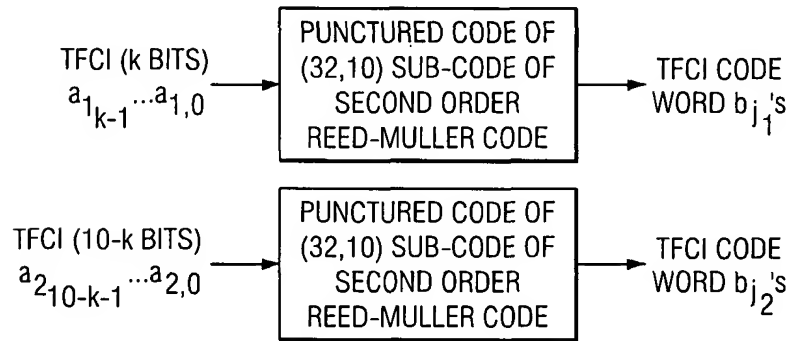 TFCI (k BITS)
a1k-1 ...a1,0
PUNCTURED CODE OF
(32,10) SUB-CODE OF
SECOND ORDER
REED-MULLER CODE
TFCI CODE
WORD bj1's
TFCI (10-k BITS)
a210-k-1 ...a2,0
PUNCTURED CODE OF
(32,10) SUB-CODE OF
SECOND ORDER
REED-MULLER CODE
TFCI CODE
WORD bj2's